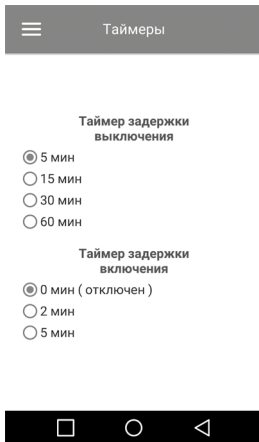 Таймеры
Таймер задержки
выключения
5 мин
15 мин
30 мин
60 мин
Таймер задержки
включения
0 мин ( отключен )
2 мин
5 мин